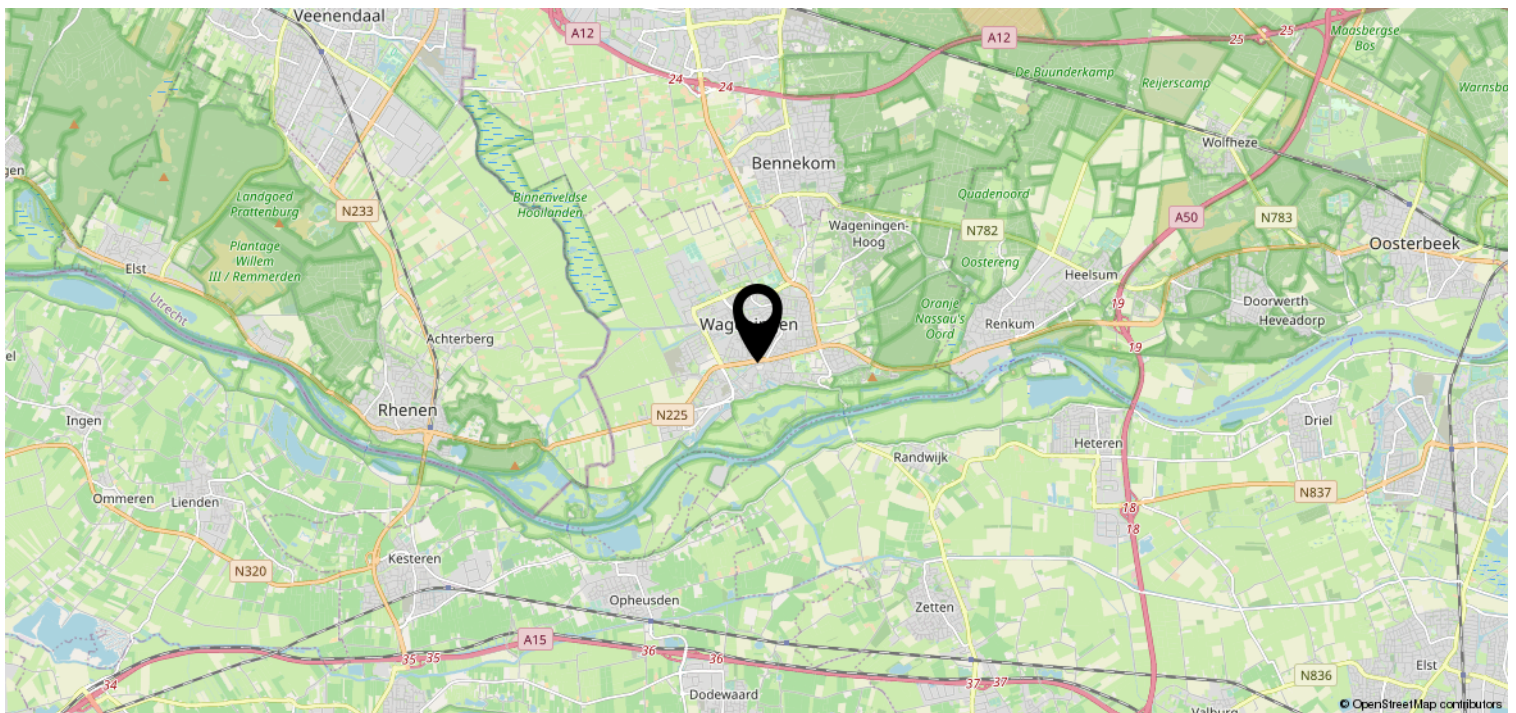 Veenendaal
A12
A12
25
25
Maasbergse
Bos
24
24
De Buunderkamp
Reijerscamp
Wolfheze
Bennekom
Landgoed
Prattenburg
N233
Binnenveldse
Hooilanden
Quadenoord
A50
N783
Wageningen-
Hoog
N782
Oosterbeek
Plantage
Willem
III / Remmerden
Elst
Oostereng
Heelsum
Utrecht
Oranje
Nassau's
Oord
19
Doorwerth
Heveadorp
Renkum
Achterberg
19
Rhenen
N225
Ingen
Driel
Heteren
Randwijk
Ommeren
Lienden
N837
18
18
Kesteren
N320
Opheusden
Zetten
A15
35
35
36
36
34
37
37
Elst
N836
Dodewaard
© OpenStreetMap contributors